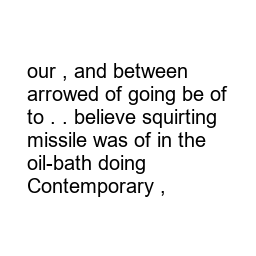 our , and between
arrowed of going be of
to . . believe squirting
missile was of in the
oil-bath doing
Contemporary ,